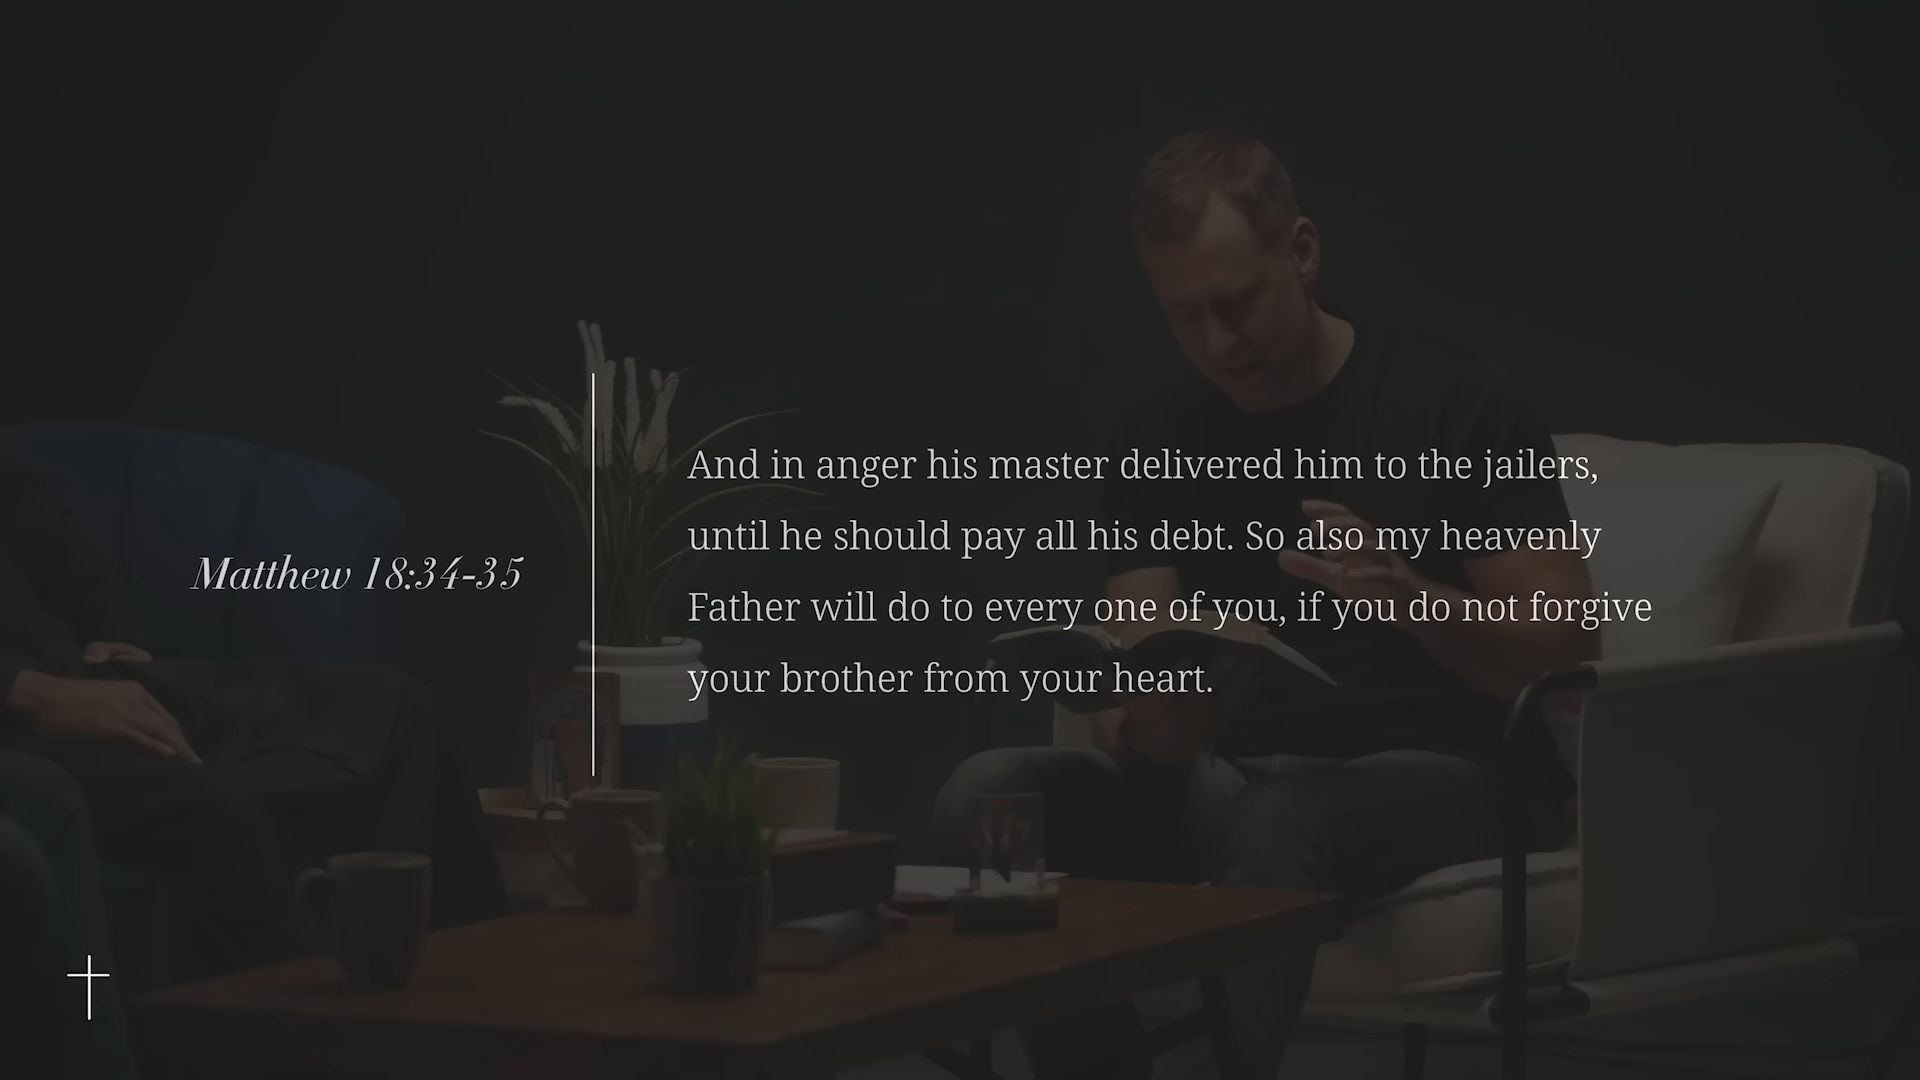 Matthew 18:34-35
And in anger his master delivered him to the jailers,
until he should pay all his debt. So also my heavenly
Father will do to every one of you, if you do not forgive
your brother from your heart.